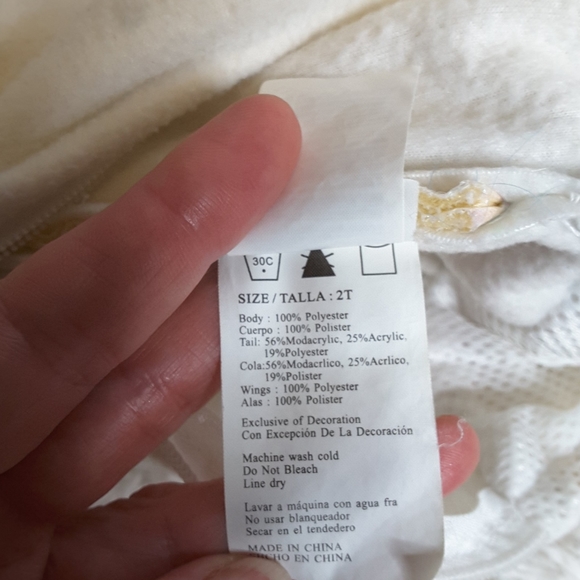 30C
SIZE / TALLA : 2T
Body : 100% Polyester
Cuerpo : 100% Polister
Tail: 56%Modacrylic, 25%Acrylic.
19%Polyester
Cola:56%Modacrlico, 25%Acrlico,
19%Polister
Wings : 100% Polyester
Alas : 100% Polister
Exclusive of Decoration
Con Excepción De La Decoración
Machine wash cold
Do Not Bleach
Line dry
Lavar a máquina con agua fra
No usar blanqueador
Secar en el tendedero
MADE IN CHINA
EN CHINA